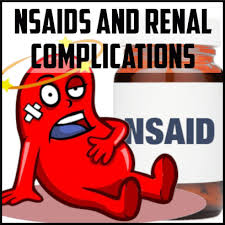 NSAIDS AND RENAL
COMPLICATIONS
NSAID